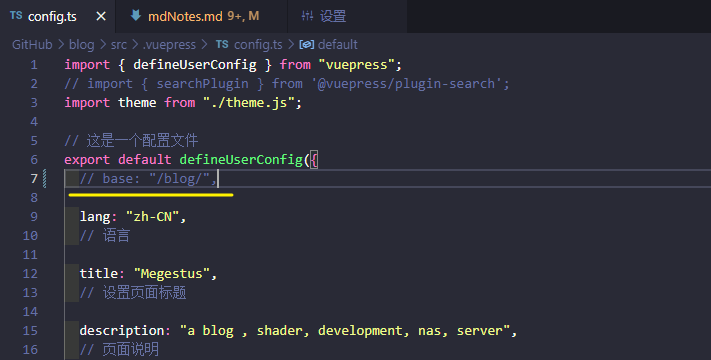 TS config.ts × mdNotes.md 9+, M 设置
GitHub > blog > src > .vuepress > TS config.ts > default
1 import { defineUserConfig } from "vuepress";
2 // import { searchPlugin } from '@vuepress/plugin-search';
3 import theme from "./theme.js";
4
5 // 这是一个配置文件
6 export default defineUserConfig({
7 // base: "/blog/",
8
9 lang: "zh-CN",
10 // 语言
11
12 title: "Megestus",
13 // 设置页面标题
14
15 description: "a blog , shader, development, nas, server",
16 // 页面说明